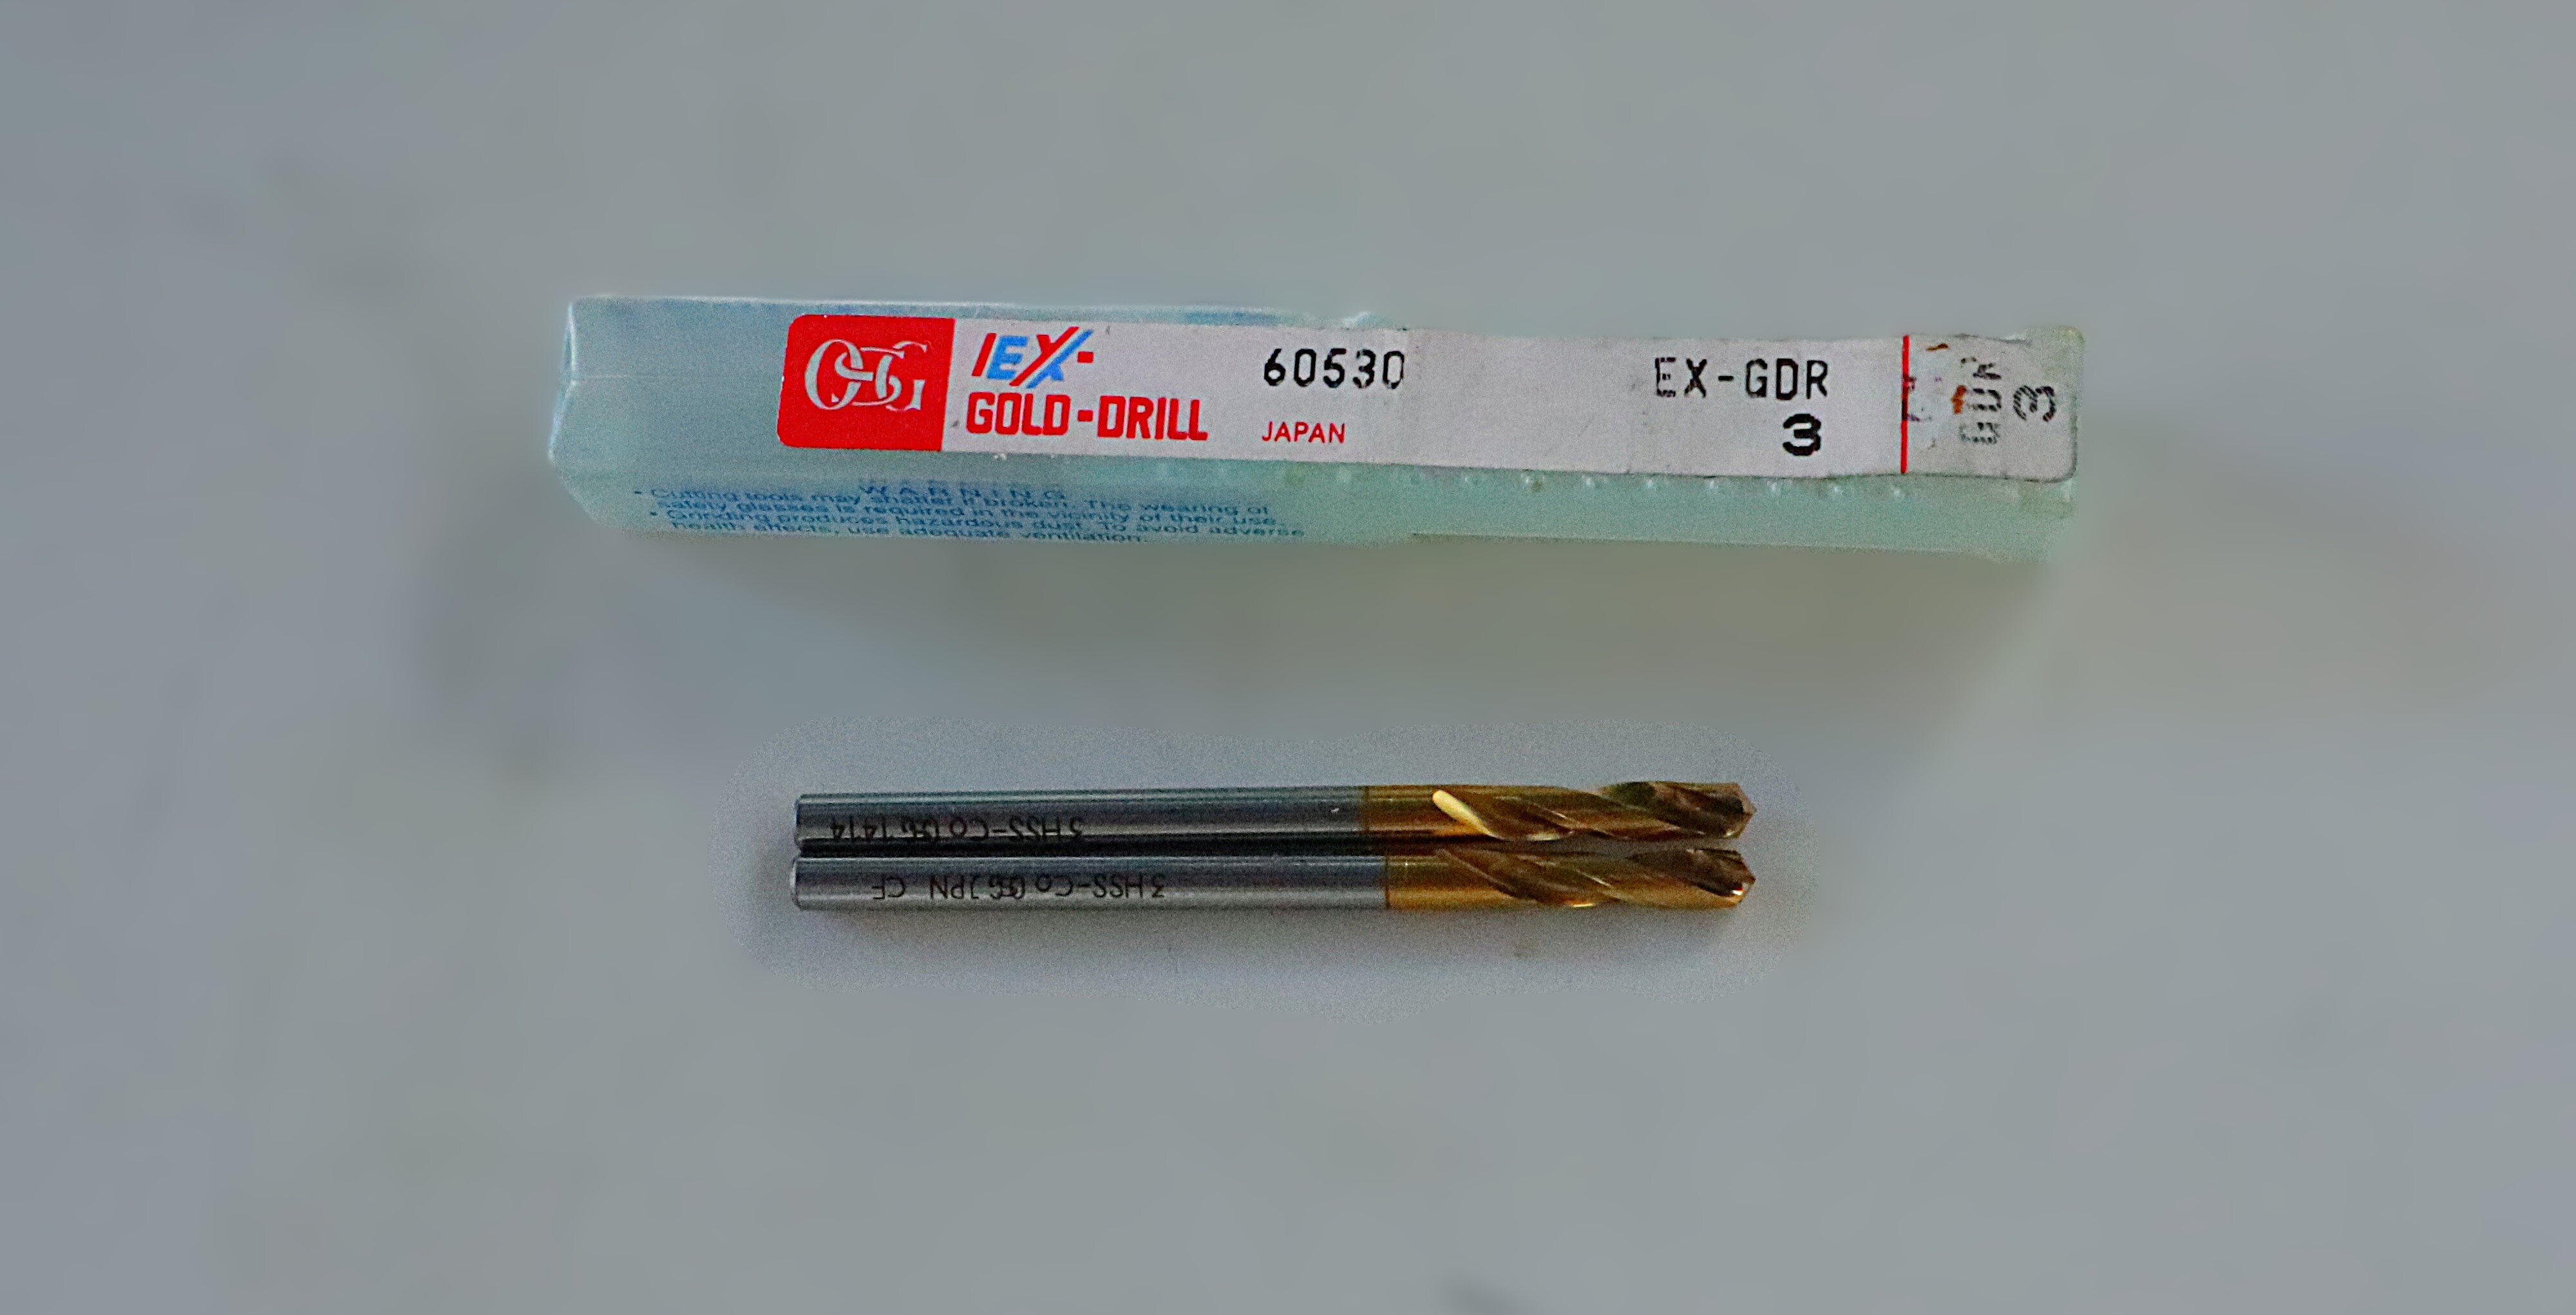 OSG
EX-
GOLD-DRILL
60530
JAPAN
EX-GDR
3
GDR
3
WARNING
• Cutting tools may shatter if broken. The wearing of
safety glasses is required in the vicinity of their use.
• Grinding produces hazardous dust. To avoid adverse
health effects, use adequate ventilation.
3 HSS-Co OSG 1414
3 HSS-Co OSG JPN CF